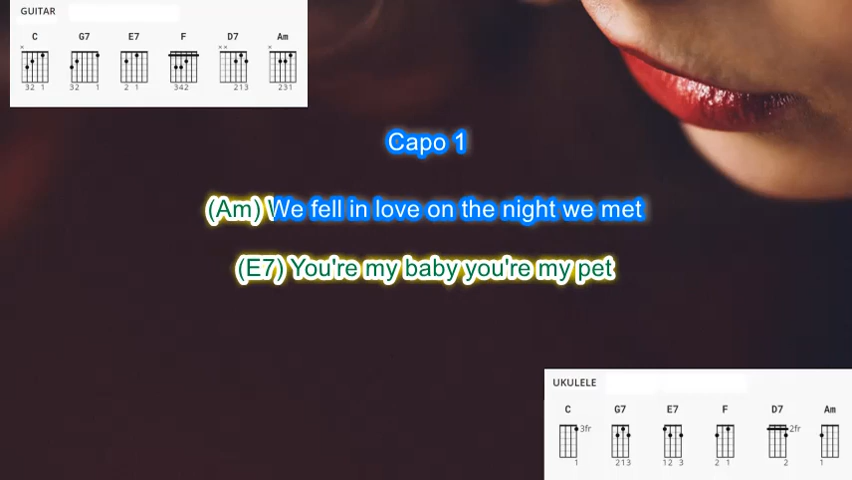 GUITAR
C G7 E7 F D7 Am
x xx x
32 1 32 1 2 1 342 213 231
Capo 1
(Am) We fell in love on the night we met
(E7) You're my baby you're my pet
UKULELE
C G7 E7 F D7 Am
3fr 2fr
1 213 12 3 2 1 2 1